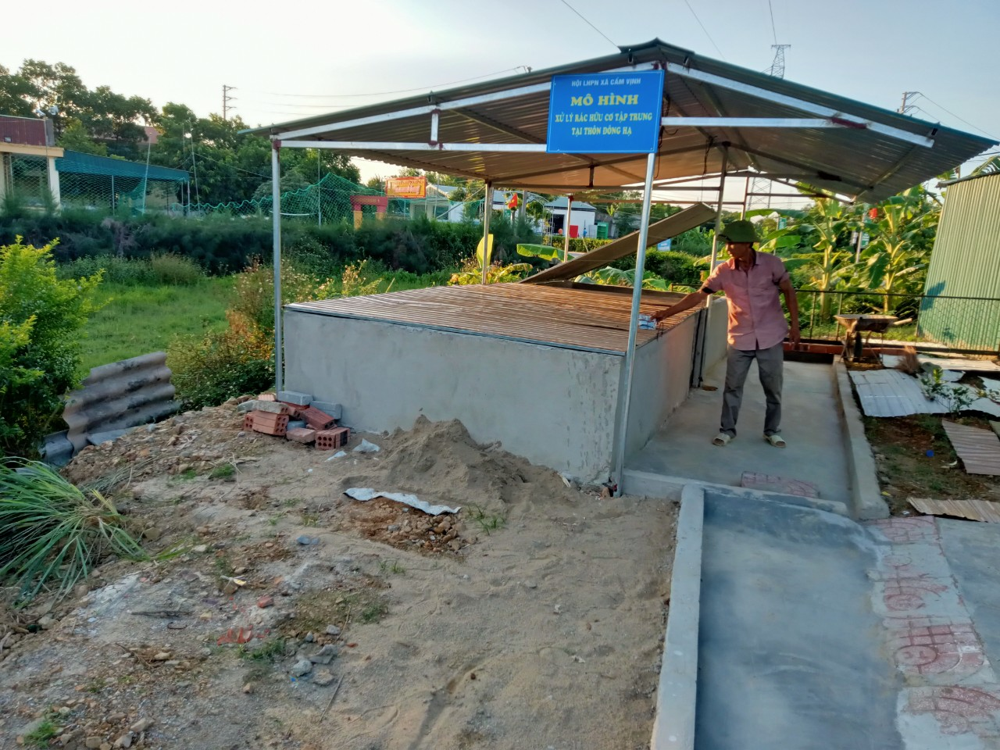 HỘI LHPN XÃ CẨM VỊNH
MÔ HÌNH
XỬ LÝ RÁC HỮU CƠ TẬP TRUNG
TẠI THÔN ĐÔNG HẠ